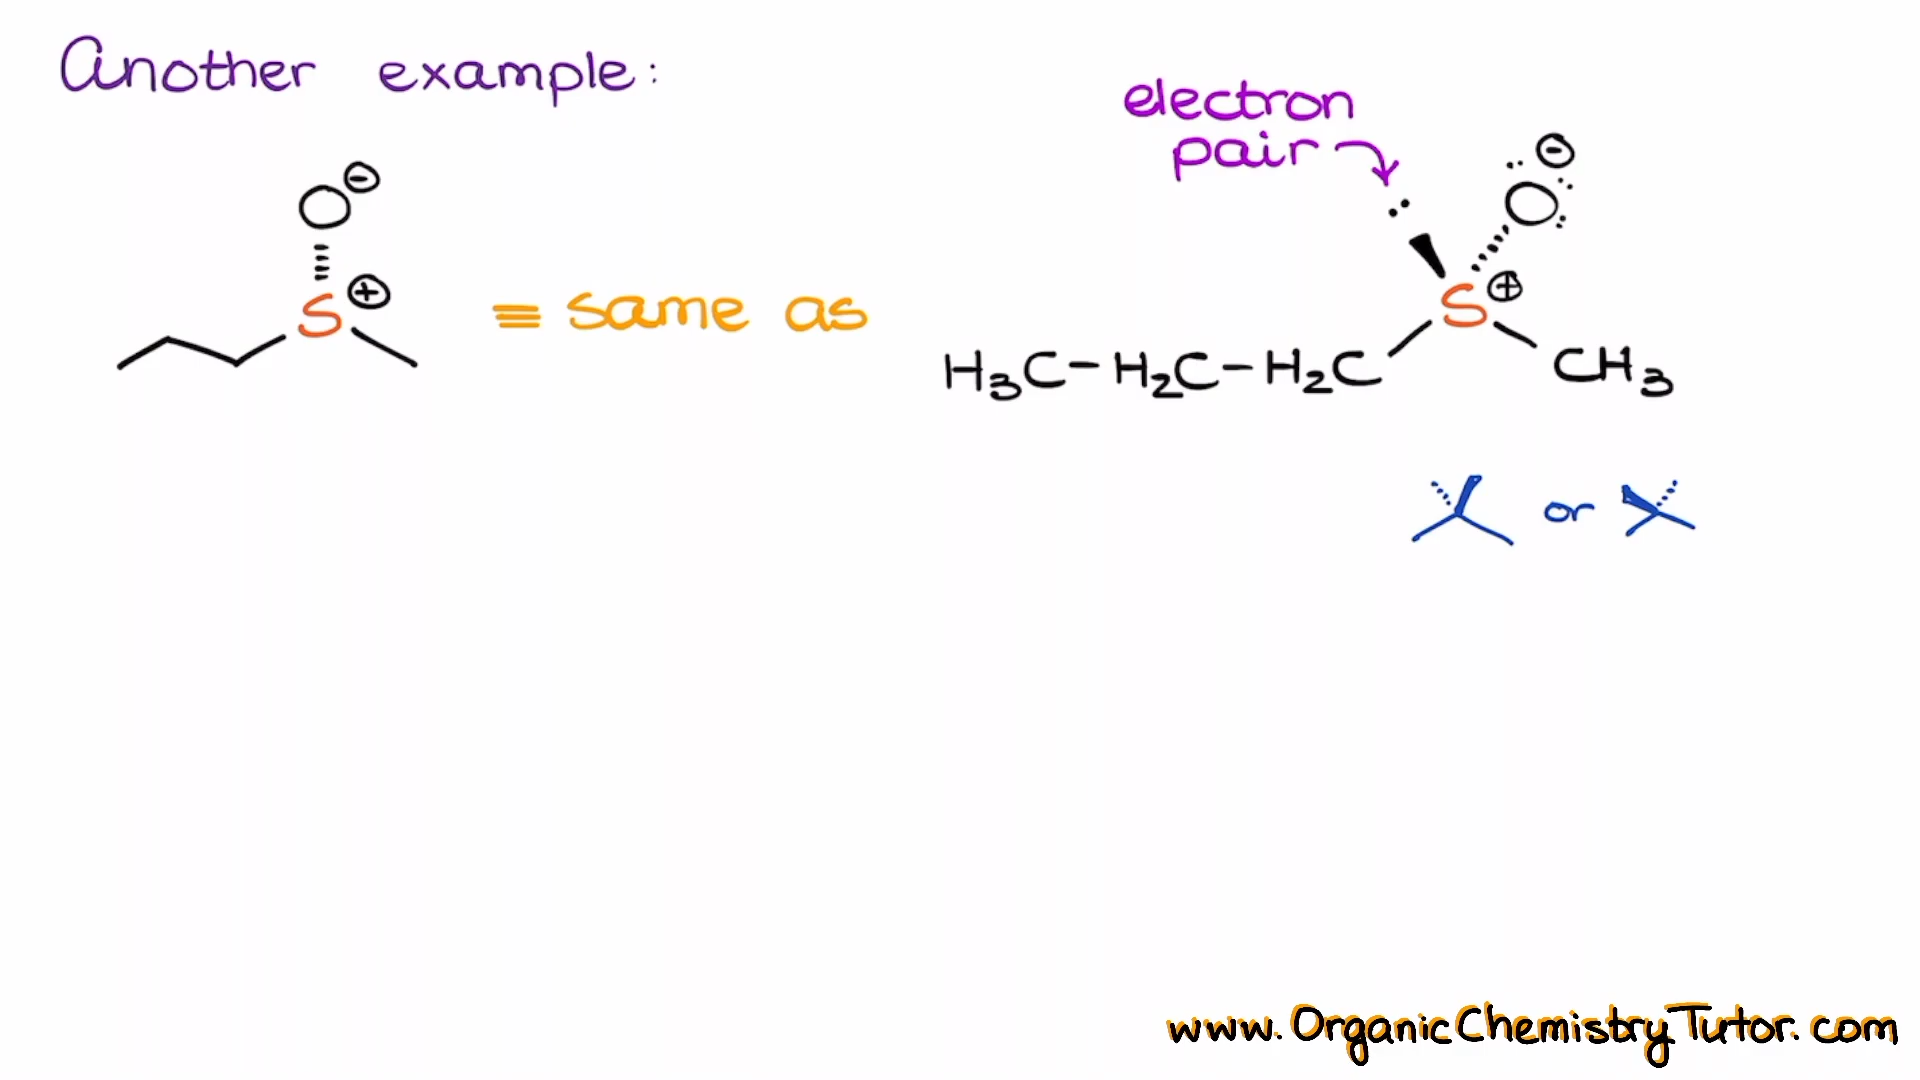 Another example:
electron
pair
O⊖
S⊕
≡ same as
:Ö:⊖
S⊕
H₃C-H₂C-H₂C
CH₃
or
www.OrganicChemistryTutor.com